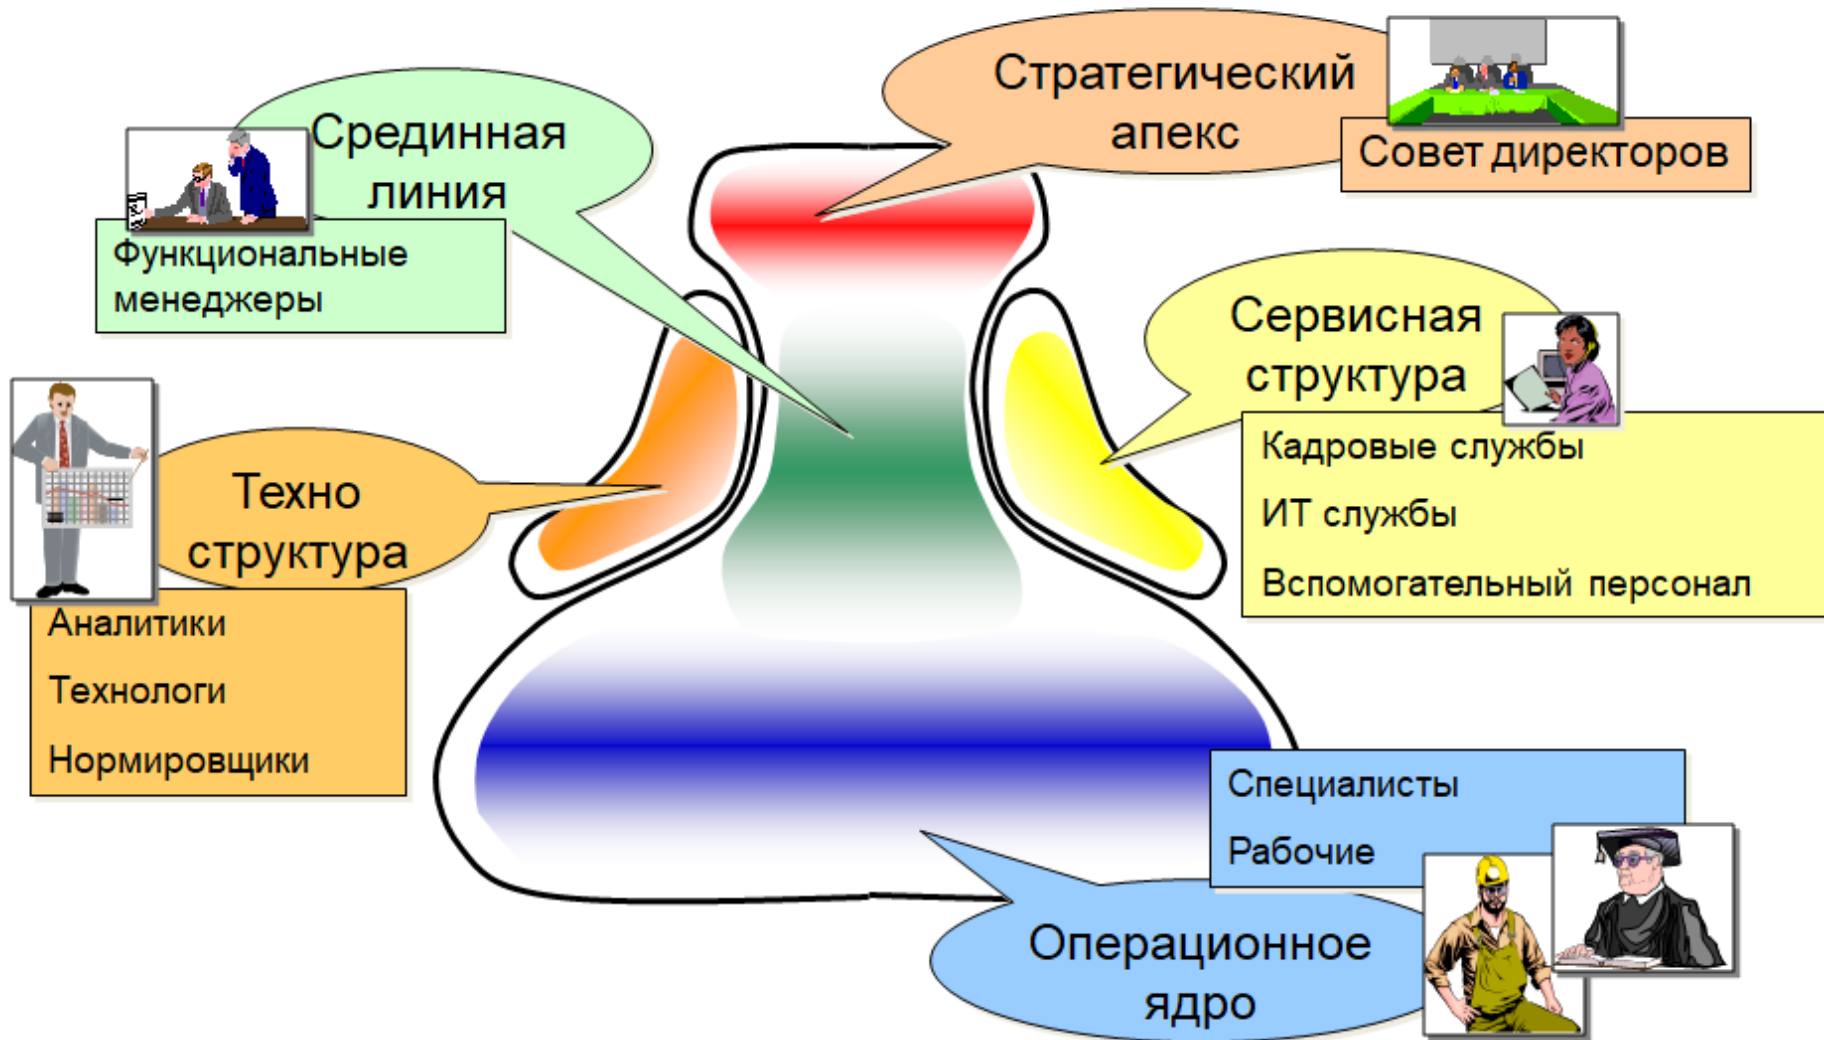 Стратегический
апекс
Совет директоров
Срединная
линия
Функциональные
менеджеры
Сервисная
структура
Кадровые службы
ИТ службы
Вспомогательный персонал
Техно
структура
Аналитики
Технологи
Нормировщики
Специалисты
Рабочие
Операционное
ядро